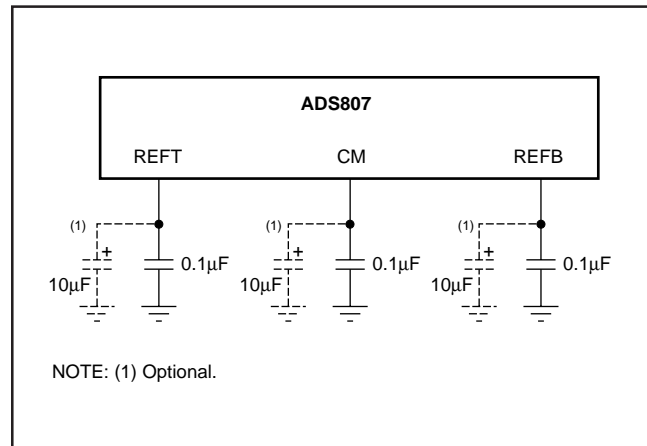 ADS807
REFT CM REFB
(1) (1) (1)
+ 0.1µF + 0.1µF + 0.1µF
10µF 10µF 10µF
NOTE: (1) Optional.